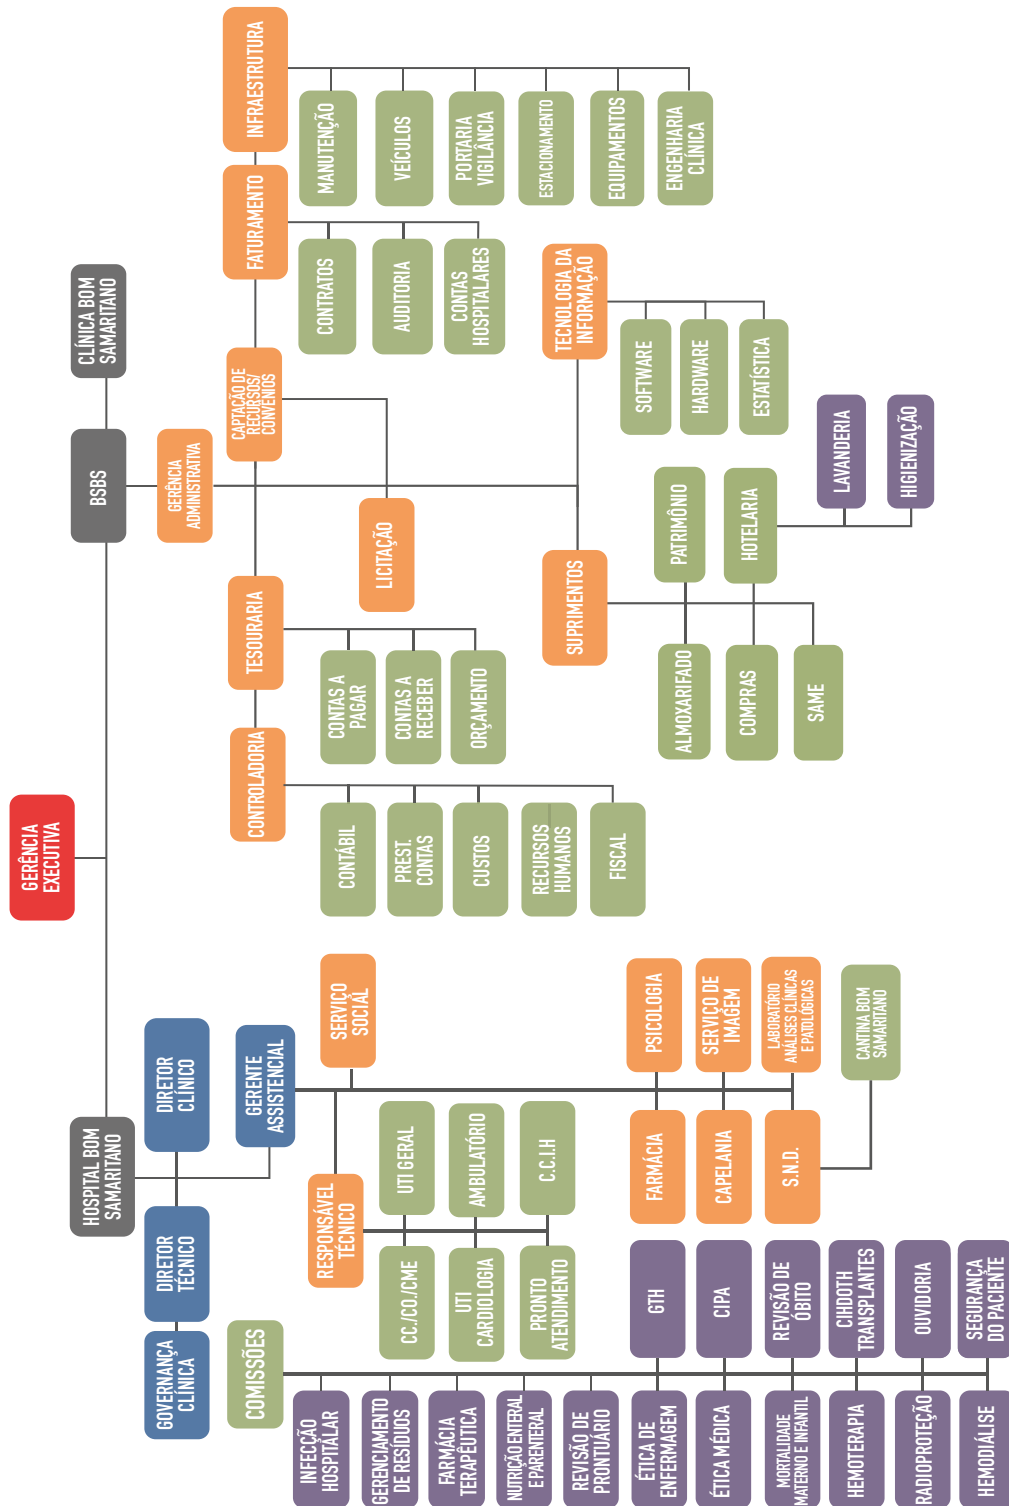 GERÊNCIA
EXECUTIVA
HOSPITAL BOM
SAMARITANO
BSBS
CLÍNICA BOM
SAMARITANO
GOVERNANÇA
CLÍNICA
DIRETOR
TÉCNICO
DIRETOR
CLÍNICO
GERENTE
ASSISTENCIAL
GERÊNCIA
ADMINISTRATIVA
COMISSÕES
INFECÇÃO
HOSPITALAR
GERENCIAMENTO
DE RESÍDUOS
FARMÁCIA
TERAPÊUTICA
NUTRIÇÃO ENTERAL
E PARENTERAL
REVISÃO DE
PRONTUÁRIO
ÉTICA DE
ENFERMAGEM
GTH
ÉTICA MÉDICA
CIPA
MORTALIDADE
MATERNO E INFANTIL
REVISÃO DE
ÓBITO
HEMOTERAPIA
CIHDOTH
TRANSPLANTES
RADIOPROTEÇÃO
OUVIDORIA
HEMODIÁLISE
SEGURANÇA
DO PACIENTE
RESPONSÁVEL
TÉCNICO
SERVIÇO
SOCIAL
CC./CO./CME
UTI GERAL
UTI
CARDIOLOGIA
AMBULATÓRIO
PRONTO
ATENDIMENTO
C.C.I.H
FARMÁCIA
PSICOLOGIA
CAPELANIA
SERVIÇO DE
IMAGEM
S.N.D.
LABORATÓRIO
ANÁLISES CLÍNICAS
E PATOLÓGICAS
CANTINA BOM
SAMARITANO
CONTROLADORIA
CONTÁBIL
PREST.
CONTAS
CUSTOS
RECURSOS
HUMANOS
FISCAL
TESOURARIA
CONTAS A
PAGAR
CONTAS A
RECEBER
ORÇAMENTO
CAPTAÇÃO DE
RECURSOS/
CONVENIOS
LICITAÇÃO
FATURAMENTO
CONTRATOS
AUDITORIA
CONTAS
HOSPITALARES
INFRAESTRUTURA
MANUTENÇÃO
VEÍCULOS
PORTARIA
VIGILÂNCIA
ESTACIONAMENTO
EQUIPAMENTOS
ENGENHARIA
CLÍNICA
SUPRIMENTOS
ALMOXARIFADO
PATRIMÔNIO
COMPRAS
HOTELARIA
SAME
LAVANDERIA
HIGIENIZAÇÃO
TECNOLOGIA DA
INFORMAÇÃO
SOFTWARE
HARDWARE
ESTATÍSTICA